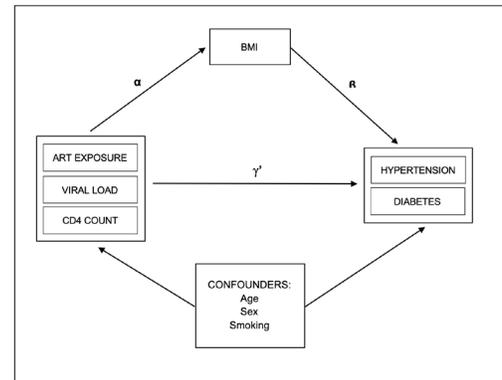 BMI
α
ꭆ
ART EXPOSURE
VIRAL LOAD
CD4 COUNT
γ'
HYPERTENSION
DIABETES
CONFOUNDERS:
Age
Sex
Smoking